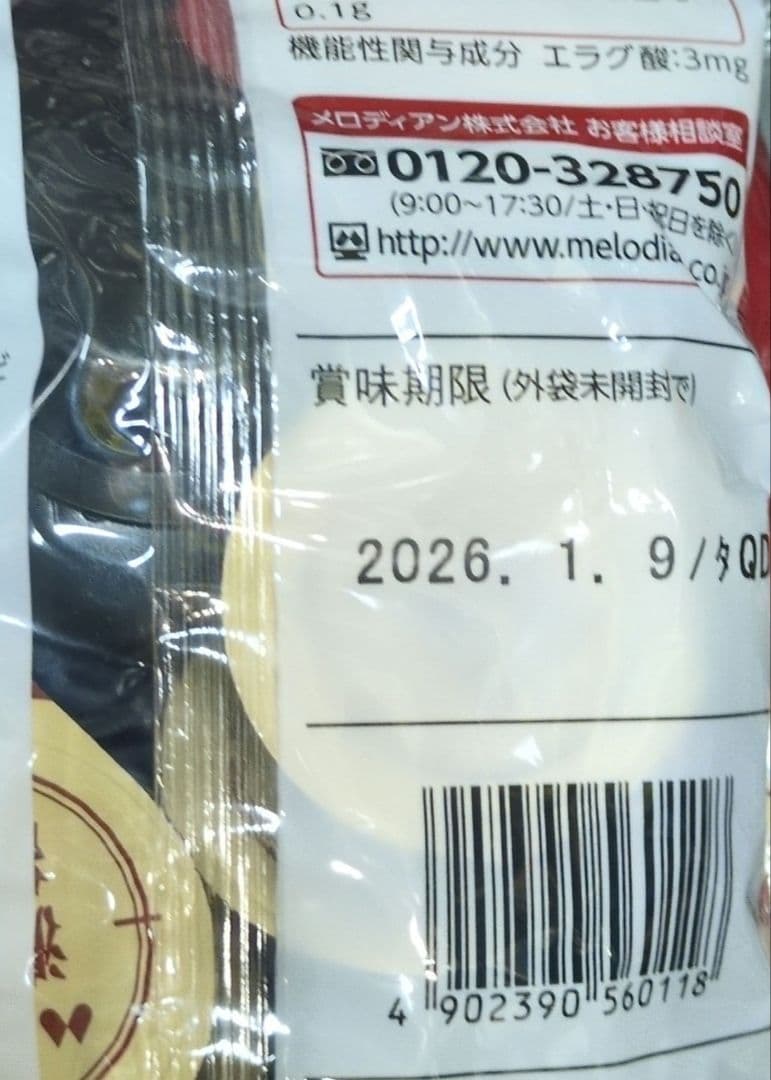 0.1g
機能性関与成分 エラグ酸:3mg
メロディアン株式会社 お客様相談室
0120-328750
(9:00~17:30/土・日・祝日を除く)
http://www.melodia
co.
賞味期限(外袋未開封で)
2026. 1. 9/タQD
4 902390 560118